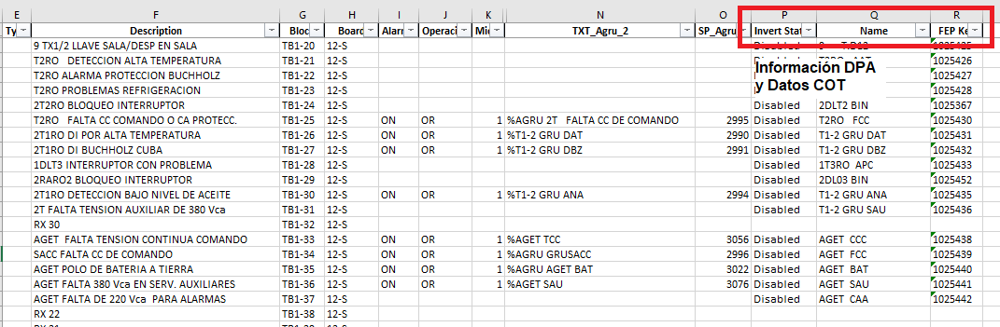 E F G H I J K N O P Q R
Ty Description Bloc Board Alarr Operaci Mi TXT_Agru_2 SP_Agru Invert Stat Name FEP Ke
9 TX1/2 LLAVE SALA/DESP EN SALA TB1-20 12-S Disabled 1025425
T2RO DETECCION ALTA TEMPERATURA TB1-21 12-S 1025426
T2RO ALARMA PROTECCION BUCHHOLZ TB1-22 12-S 1025427
T2RO PROBLEMAS REFRIGERACION TB1-23 12-S 1025428
Información DPA
y Datos COT
2T2RO BLOQUEO INTERRUPTOR TB1-24 12-S Disabled 2DLT2 BIN 1025367
T2RO FALTA CC COMANDO O CA PROTECC. TB1-25 12-S ON OR 1 %AGRU 2T FALTA CC DE COMANDO 2995 Disabled T2RO FCC 1025430
2T1RO DI POR ALTA TEMPERATURA TB1-26 12-S ON OR 1 %T1-2 GRU DAT 2990 Disabled T1-2 GRU DAT 1025431
2T1RO DI BUCHHOLZ CUBA TB1-27 12-S ON OR 1 %T1-2 GRU DBZ 2991 Disabled T1-2 GRU DBZ 1025432
1DLT3 INTERRUPTOR CON PROBLEMA TB1-28 12-S Disabled 1T3RO APC 1025433
2RARO2 BLOQUEO INTERRUPTOR TB1-29 12-S Disabled 2DL03 BIN 1025452
2T1RO DETECCION BAJO NIVEL DE ACEITE TB1-30 12-S ON OR 1 %T1-2 GRU ANA 2994 Disabled T1-2 GRU ANA 1025435
2T FALTA TENSION AUXILIAR DE 380 Vca TB1-31 12-S Disabled T1-2 GRU SAU 1025436
RX 30 TB1-32 12-S
AGET FALTA TENSION CONTINUA COMANDO TB1-33 12-S ON OR 1 %AGET TCC 3056 Disabled AGET CCC 1025438
SACC FALTA CC DE COMANDO TB1-34 12-S ON OR 1 %AGRU GRUSACC 2996 Disabled AGET FCC 1025439
AGET POLO DE BATERIA A TIERRA TB1-35 12-S ON OR 1 %AGRU AGET BAT 3022 Disabled AGET BAT 1025440
AGET FALTA 380 Vca EN SERV. AUXILIARES TB1-36 12-S ON OR 1 %AGET SAU 3076 Disabled AGET SAU 1025441
AGET FALTA DE 220 Vca PARA ALARMAS TB1-37 12-S Disabled AGET CAA 1025442
RX 22 TB1-38 12-S